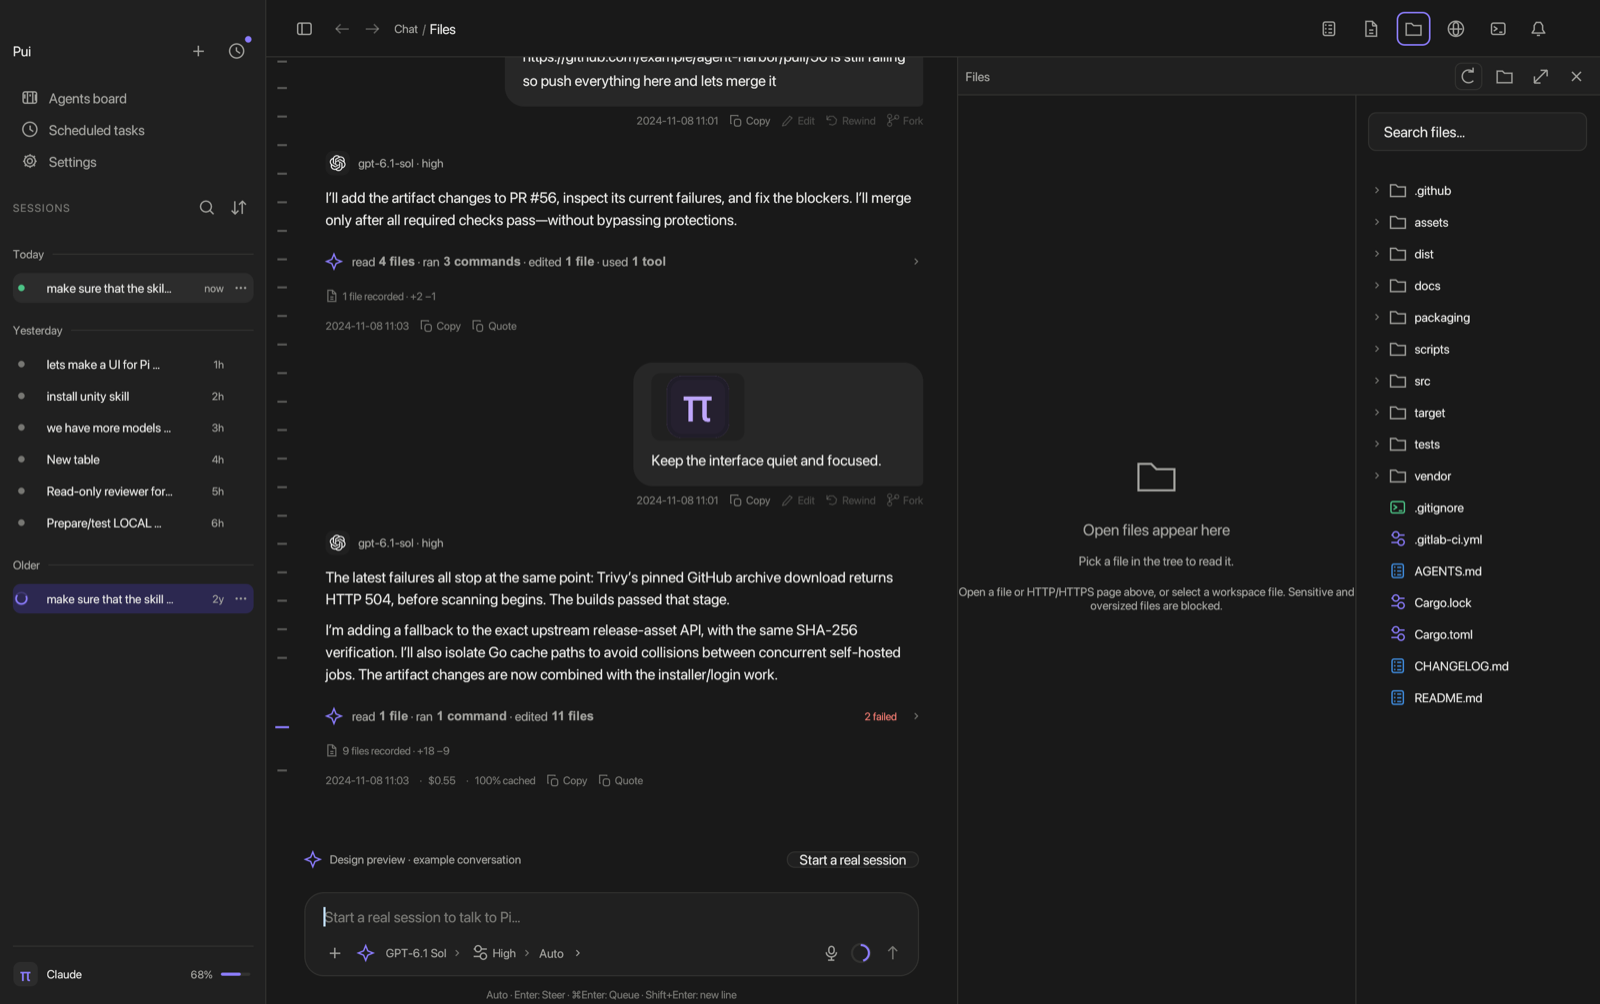 Pui
Agents board
Scheduled tasks
Settings
SESSIONS
Today
make sure that the skil... now
Yesterday
lets make a UI for Pi ... 1h
install unity skill 2h
we have more models ... 3h
New table 4h
Read-only reviewer for... 5h
Prepare/test LOCAL ... 6h
Older
make sure that the skill ... 2y
π Claude 68%
Chat / Files
https://github.com/example/agent-harbor/pull/56 is still failing
so push everything here and lets merge it
2024-11-08 11:01 Copy Edit Rewind Fork
gpt-6.1-sol · high
I'll add the artifact changes to PR #56, inspect its current failures, and fix the blockers. I'll merge
only after all required checks pass—without bypassing protections.
read 4 files · ran 3 commands · edited 1 file · used 1 tool
1 file recorded · +2 −1
2024-11-08 11:03 Copy Quote
π
Keep the interface quiet and focused.
2024-11-08 11:01 Copy Edit Rewind Fork
gpt-6.1-sol · high
The latest failures all stop at the same point: Trivy's pinned GitHub archive download returns
HTTP 504, before scanning begins. The builds passed that stage.
I'm adding a fallback to the exact upstream release-asset API, with the same SHA-256
verification. I'll also isolate Go cache paths to avoid collisions between concurrent self-hosted
jobs. The artifact changes are now combined with the installer/login work.
read 1 file · ran 1 command · edited 11 files 2 failed
9 files recorded · +18 −9
2024-11-08 11:03 · $0.55 · 100% cached Copy Quote
Design preview · example conversation Start a real session
Start a real session to talk to Pi...
GPT-6.1 Sol High Auto
Auto · Enter: Steer · ⌘Enter: Queue · Shift+Enter: new line
Files
Open files appear here
Pick a file in the tree to read it.
Open a file or HTTP/HTTPS page above, or select a workspace file. Sensitive and
oversized files are blocked.
Search files...
.github
assets
dist
docs
packaging
scripts
src
target
tests
vendor
.gitignore
.gitlab-ci.yml
AGENTS.md
Cargo.lock
Cargo.toml
CHANGELOG.md
README.md